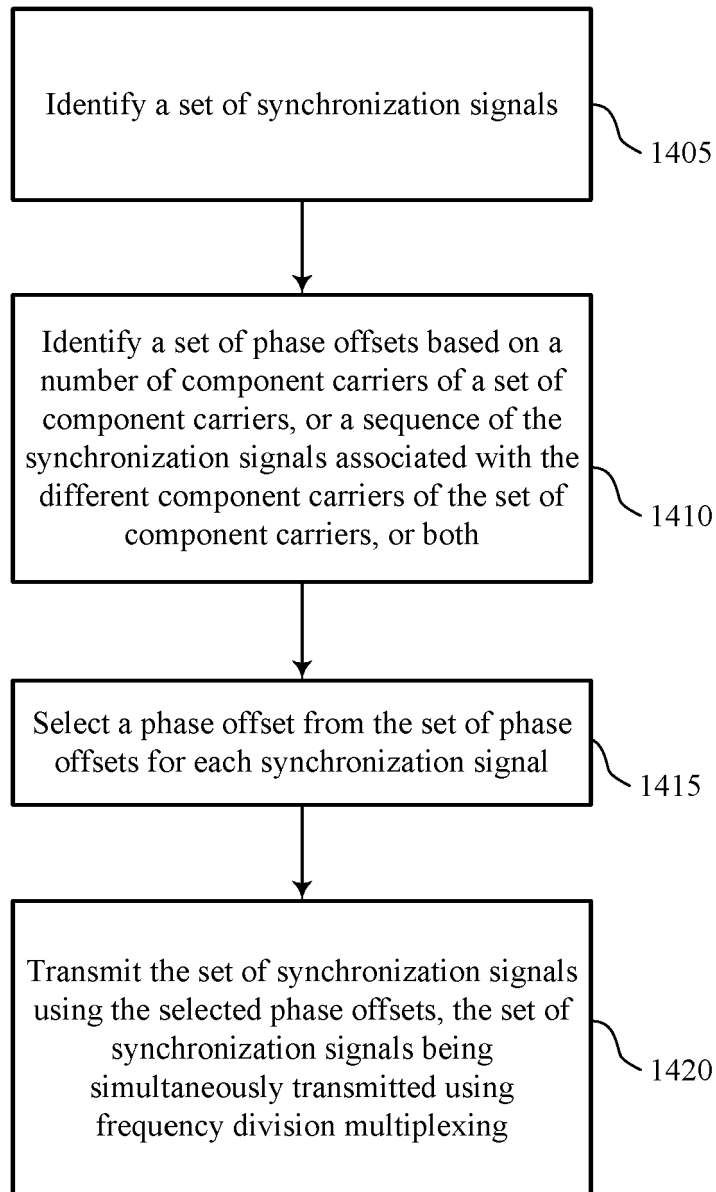 Identify a set of synchronization signals
1405
Identify a set of phase offsets based on a
number of component carriers of a set of
component carriers, or a sequence of the
synchronization signals associated with the
different component carriers of the set of
component carriers, or both
1410
Select a phase offset from the set of phase
offsets for each synchronization signal
1415
Transmit the set of synchronization signals
using the selected phase offsets, the set of
synchronization signals being
simultaneously transmitted using
frequency division multiplexing
1420